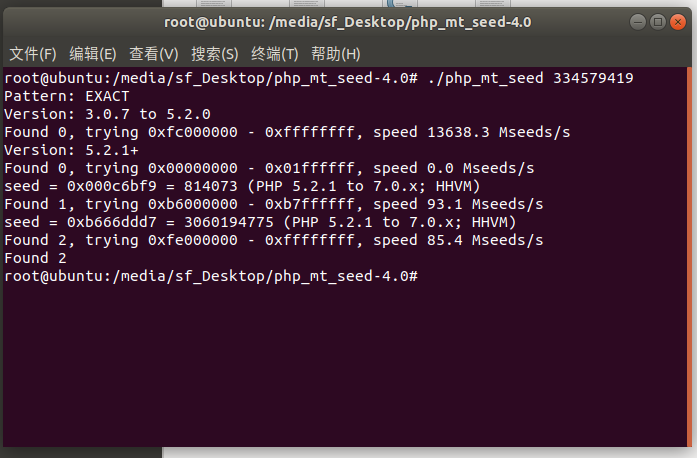 root@ubuntu: /media/sf_Desktop/php_mt_seed-4.0
文件(F) 编辑(E) 查看(V) 搜索(S) 终端(T) 帮助(H)
root@ubuntu:/media/sf_Desktop/php_mt_seed-4.0# ./php_mt_seed 334579419
Pattern: EXACT
Version: 3.0.7 to 5.2.0
Found 0, trying 0xfc000000 - 0xffffffff, speed 13638.3 Mseeds/s
Version: 5.2.1+
Found 0, trying 0x00000000 - 0x01ffffff, speed 0.0 Mseeds/s
seed = 0x000c6bf9 = 814073 (PHP 5.2.1 to 7.0.x; HHVM)
Found 1, trying 0xb6000000 - 0xb7ffffff, speed 93.1 Mseeds/s
seed = 0xb666ddd7 = 3060194775 (PHP 5.2.1 to 7.0.x; HHVM)
Found 2, trying 0xfe000000 - 0xffffffff, speed 85.4 Mseeds/s
Found 2
root@ubuntu:/media/sf_Desktop/php_mt_seed-4.0#